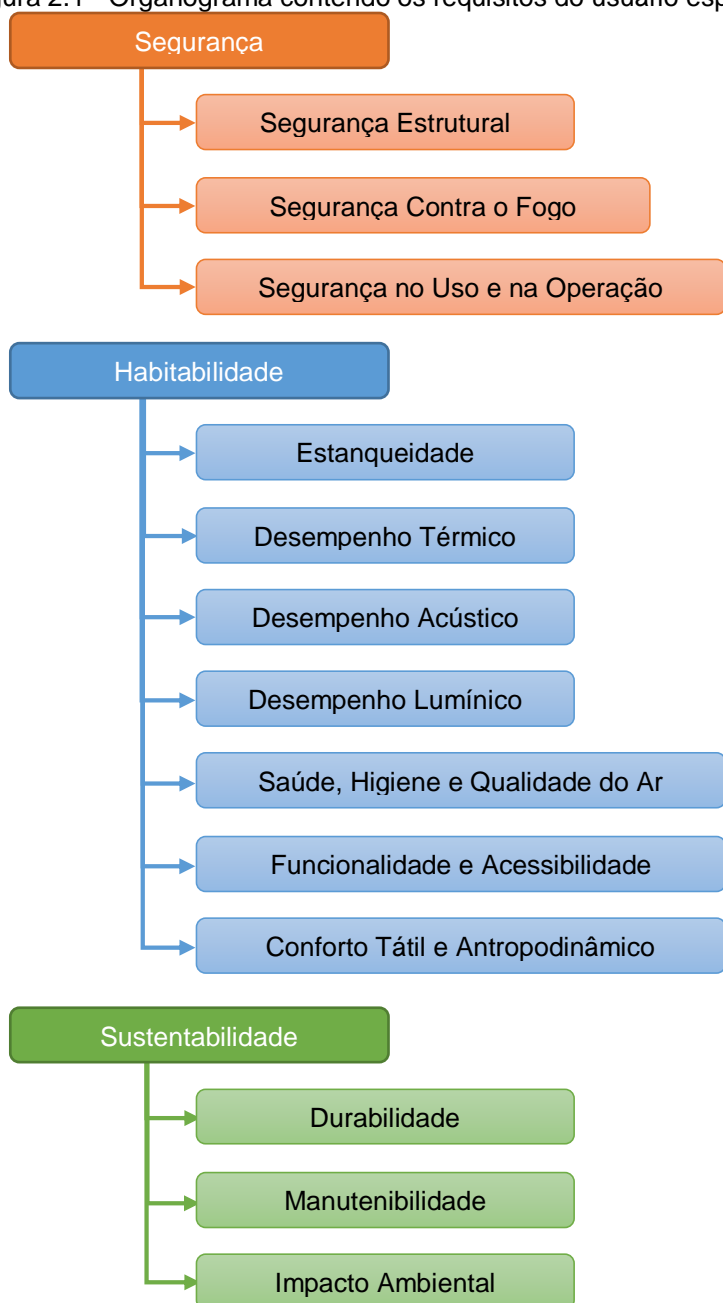 2.1 - Organograma contendo os requisitos do usuário
Segurança
Segurança Estrutural
Segurança Contra o Fogo
Segurança no Uso e na Operação
Habitabilidade
Estanqueidade
Desempenho Térmico
Desempenho Acústico
Desempenho Lumínico
Saúde, Higiene e Qualidade do Ar
Funcionalidade e Acessibilidade
Conforto Tátil e Antropodinâmico
Sustentabilidade
Durabilidade
Manutenibilidade
Impacto Ambiental